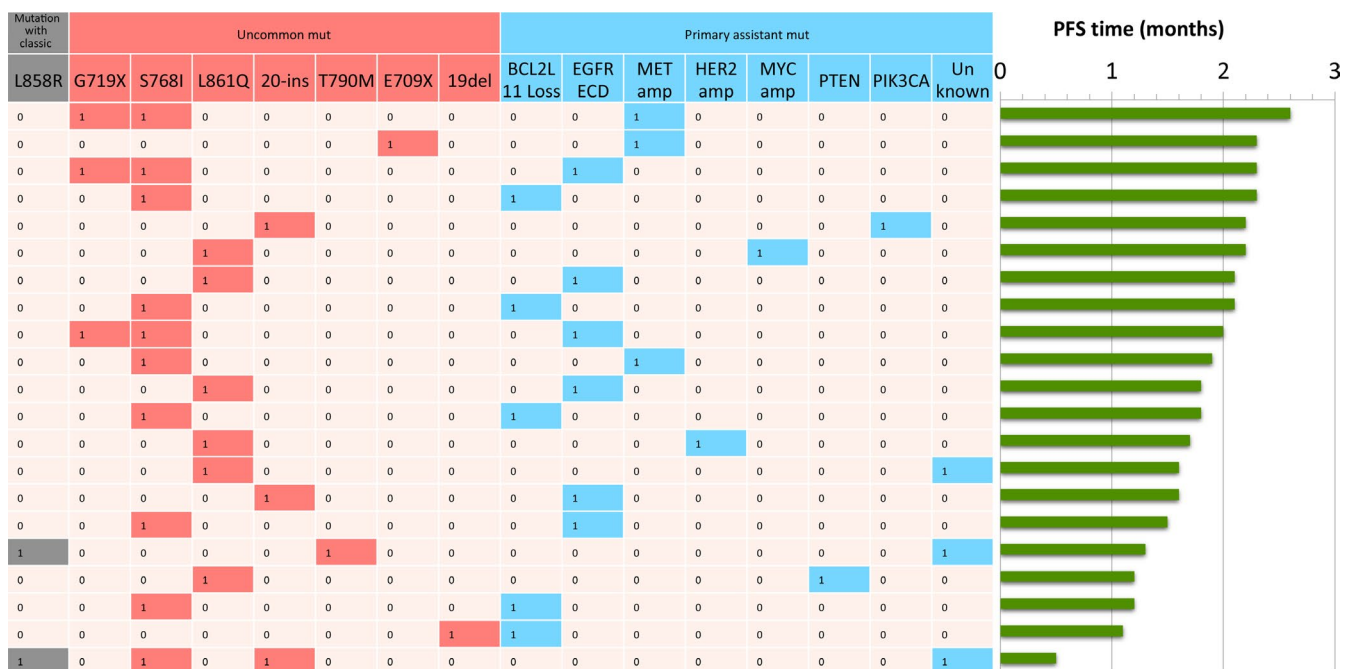 Mutation with classic Uncommon mut Primary assistant mut PFS time (months)
L858R G719X S768I L861Q 20-ins T790M E709X 19del BCL2L 11 Loss EGFR ECD MET amp HER2 amp MYC amp PTEN PIK3CA Un known 0 1 2 3
0 1 1 0 0 0 0 0 0 0 1 0 0 0 0 0
0 0 0 0 0 0 1 0 0 0 1 0 0 0 0 0
0 1 1 0 0 0 0 0 0 1 0 0 0 0 0 0
0 0 1 0 0 0 0 0 1 0 0 0 0 0 0 0
0 0 0 0 1 0 0 0 0 0 0 0 0 0 1 0
0 0 0 1 0 0 0 0 0 0 0 0 1 0 0 0
0 0 0 1 0 0 0 0 0 1 0 0 0 0 0 0
0 0 1 0 0 0 0 0 1 0 0 0 0 0 0 0
0 1 1 0 0 0 0 0 0 1 0 0 0 0 0 0
0 0 1 0 0 0 0 0 0 0 1 0 0 0 0 0
0 0 0 1 0 0 0 0 0 1 0 0 0 0 0 0
0 0 1 0 0 0 0 0 1 0 0 0 0 0 0 0
0 0 0 1 0 0 0 0 0 0 0 1 0 0 0 0
0 0 0 1 0 0 0 0 0 0 0 0 0 0 0 1
0 0 0 0 1 0 0 0 0 1 0 0 0 0 0 0
0 0 1 0 0 0 0 0 0 1 0 0 0 0 0 0
1 0 0 0 0 1 0 0 0 0 0 0 0 0 0 1
0 0 0 1 0 0 0 0 0 0 0 0 0 1 0 0
0 0 1 0 0 0 0 0 1 0 0 0 0 0 0 0
0 0 0 0 0 0 0 1 1 0 0 0 0 0 0 0
1 0 1 0 1 0 0 0 0 0 0 0 0 0 0 1